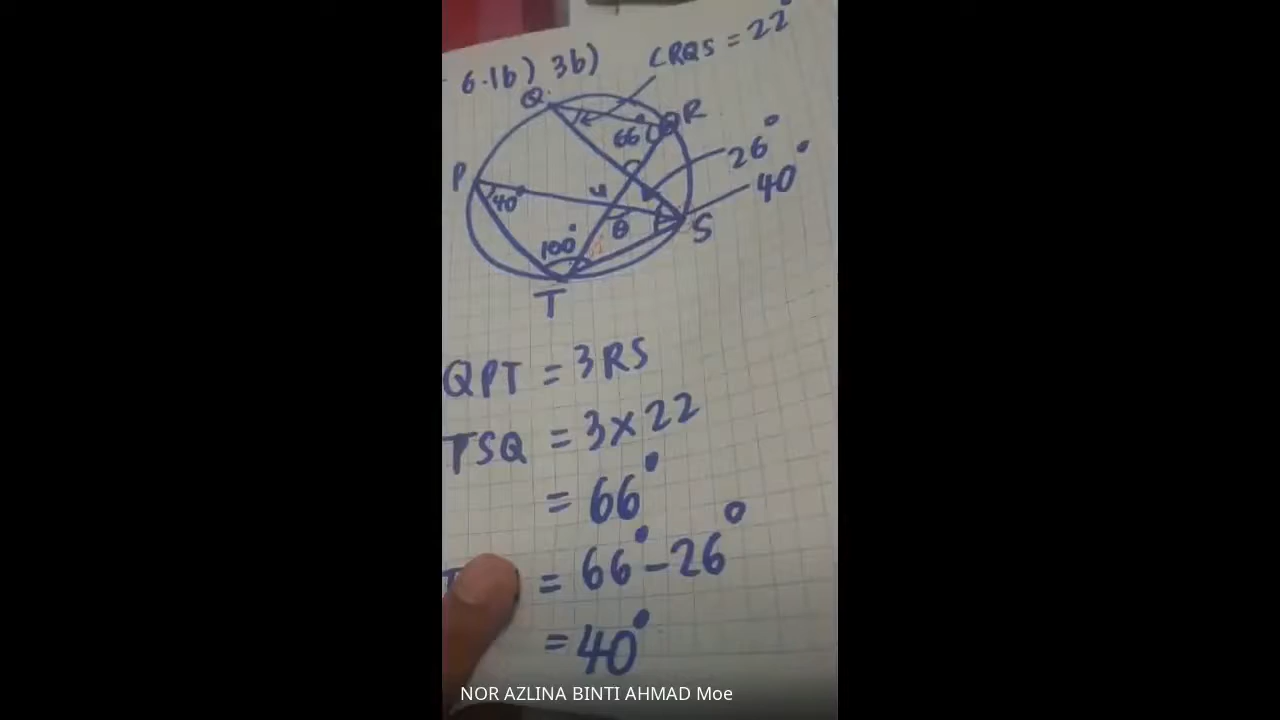 6.1b) 3b)
∠RQS = 22°
Q
R
66°
26°
40°
P
40°
θ
S
100°
T
QPT = 3RS
TSQ = 3×22
= 66°
= 66° - 26°
= 40°
NOR AZLINA BINTI AHMAD Moe